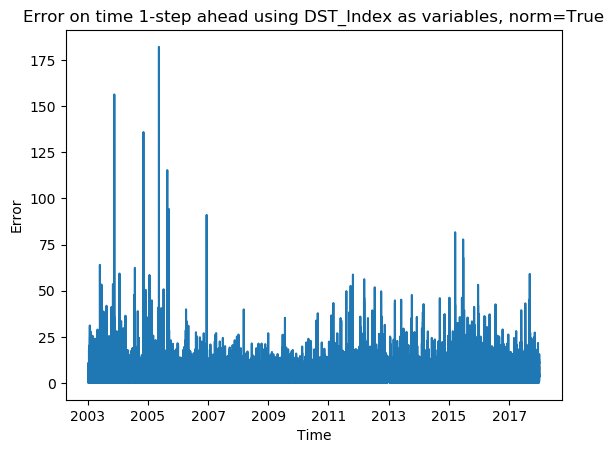 Error on time 1-step ahead using DST_Index as variables, norm=True
175
150
125
100
75
50
25
0
Error
2003 2005 2007 2009 2011 2013 2015 2017
Time